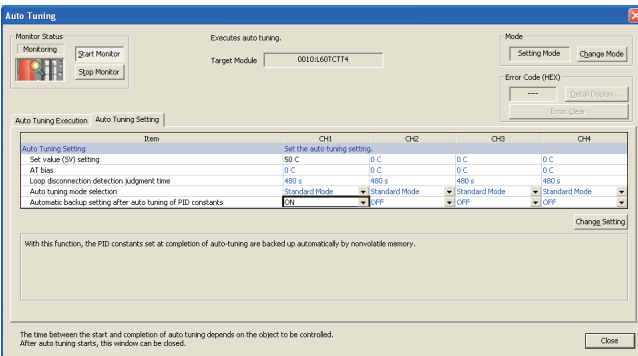 Auto Tuning
Monitor Status
Monitoring
Start Monitor
Stop Monitor
Executes auto tuning.
Target Module 0010:L60TCTT4
Mode
Setting Mode Change Mode
Error Code (HEX)
---- Detail Display...
Error Clear
Auto Tuning Execution Auto Tuning Setting
Item CH1 CH2 CH3 CH4
Auto Tuning Setting Set the auto tuning setting.
Set value (SV) setting 50 C 0 C 0 C 0 C
AT bias 0 C 0 C 0 C 0 C
Loop disconnection detection judgment time 480 s 480 s 480 s 480 s
Auto tuning mode selection Standard Mode Standard Mode Standard Mode Standard Mode
Automatic backup setting after auto tuning of PID constants ON OFF OFF OFF
Change Setting
With this function, the PID constants set at completion of auto-tuning are backed up automatically by nonvolatile memory.
The time between the start and completion of auto tuning depends on the object to be controlled.
After auto tuning starts, this window can be closed.
Close